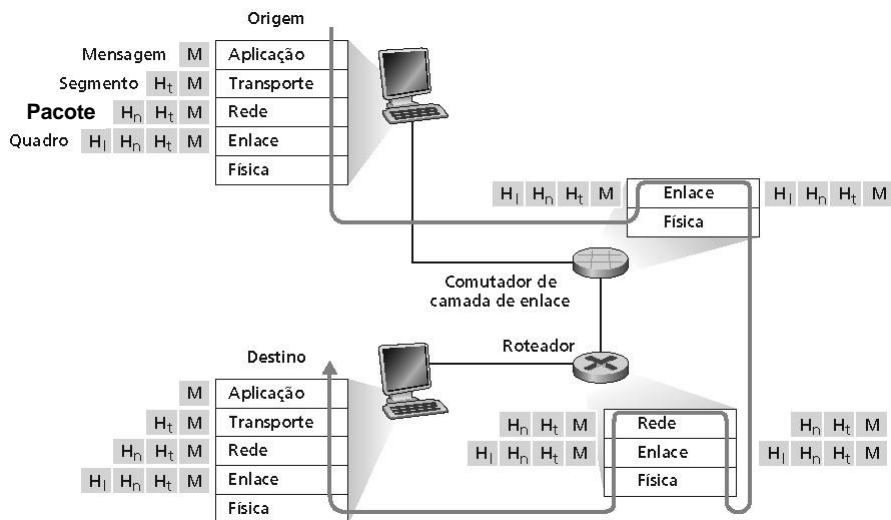 Origem
Mensagem M Aplicação
Segmento Ht M Transporte
Pacote Hn Ht M Rede
Quadro Hl Hn Ht M Enlace
Física
Hl Hn Ht M Enlace Hl Hn Ht M
Física
Comutador de
camada de enlace
Roteador
Destino
M Aplicação
Ht M Transporte
Hn Ht M Rede
Hl Hn Ht M Enlace
Física
Hn Ht M Rede Hn Ht M
Hl Hn Ht M Enlace Hl Hn Ht M
Física